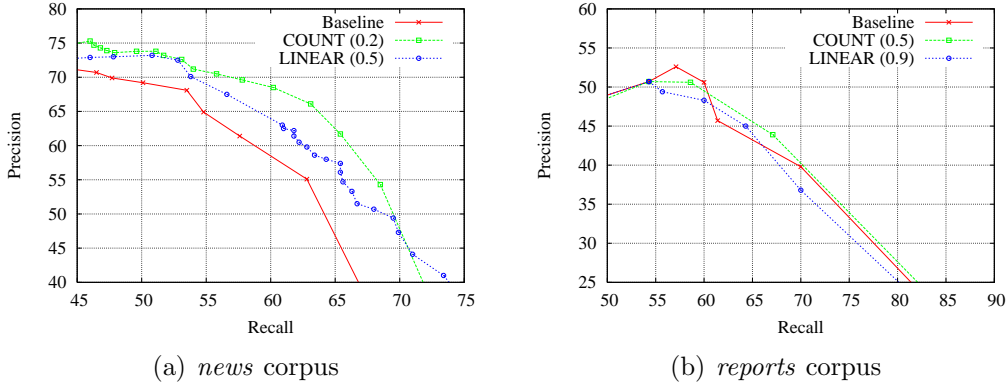 80
75
70
65
60
55
50
45
40
45 50 55 60 65 70 75
Precision
Recall
Baseline
COUNT (0.2)
LINEAR (0.5)
(a) news corpus
60
55
50
45
40
35
30
25
50 55 60 65 70 75 80 85 90
Precision
Recall
Baseline
COUNT (0.5)
LINEAR (0.9)
(b) reports corpus